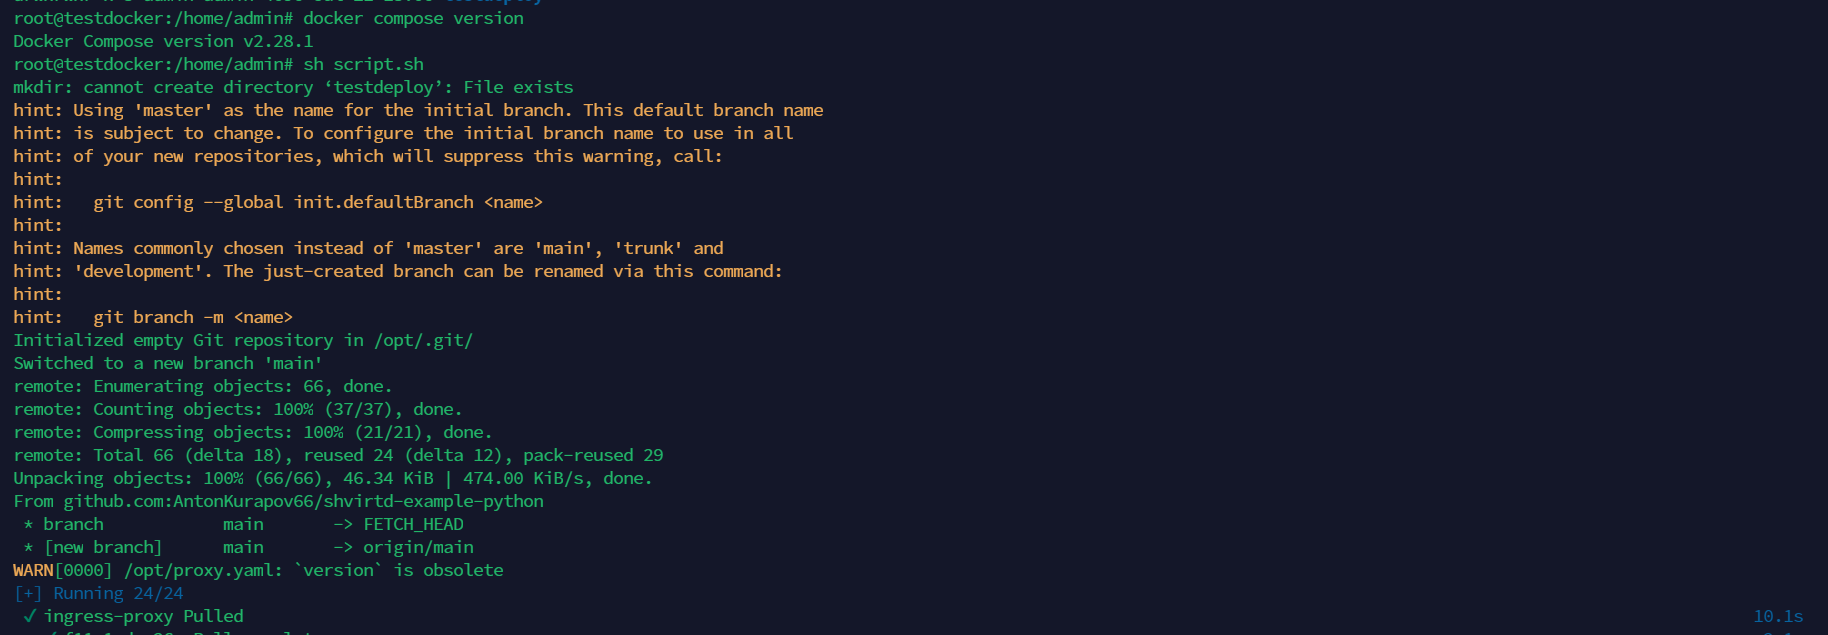 root@testdocker:/home/admin# docker compose version
Docker Compose version v2.28.1
root@testdocker:/home/admin# sh script.sh
mkdir: cannot create directory ‘testdeploy’: File exists
hint: Using 'master' as the name for the initial branch. This default branch name
hint: is subject to change. To configure the initial branch name to use in all
hint: of your new repositories, which will suppress this warning, call:
hint:
hint:   git config --global init.defaultBranch <name>
hint:
hint: Names commonly chosen instead of 'master' are 'main', 'trunk' and
hint: 'development'. The just-created branch can be renamed via this command:
hint:
hint:   git branch -m <name>
Initialized empty Git repository in /opt/.git/
Switched to a new branch 'main'
remote: Enumerating objects: 66, done.
remote: Counting objects: 100% (37/37), done.
remote: Compressing objects: 100% (21/21), done.
remote: Total 66 (delta 18), reused 24 (delta 12), pack-reused 29
Unpacking objects: 100% (66/66), 46.34 KiB | 474.00 KiB/s, done.
From github.com:AntonKurapov66/shvirtd-example-python
 * branch            main       -> FETCH_HEAD
 * [new branch]      main       -> origin/main
WARN[0000] /opt/proxy.yaml: `version` is obsolete
[+] Running 24/24
 ✓ ingress-proxy Pulled 10.1s